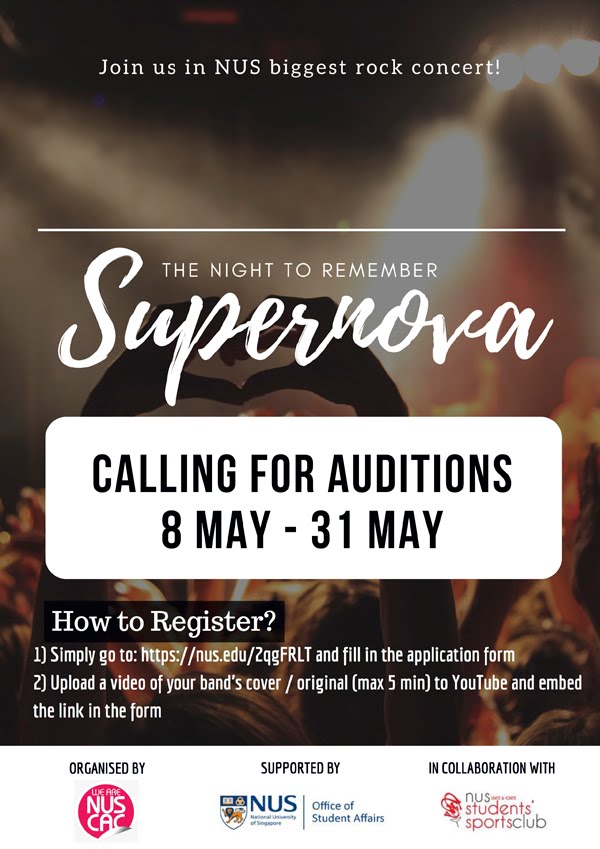 Join us in NUS biggest rock concert!
THE NIGHT TO REMEMBER
Supernova
CALLING FOR AUDITIONS
8 MAY - 31 MAY
How to Register?
1) Simply go to: https://nus.edu/2qgFRLT and fill in the application form
2) Upload a video of your band's cover / original (max 5 min) to YouTube and embed
the link in the form
ORGANISED BY
SUPPORTED BY
IN COLLABORATION WITH
WE ARE
NUS
CAC
NUS
National University
of Singapore
Office of
Student Affairs
nus
students'
sportsclub